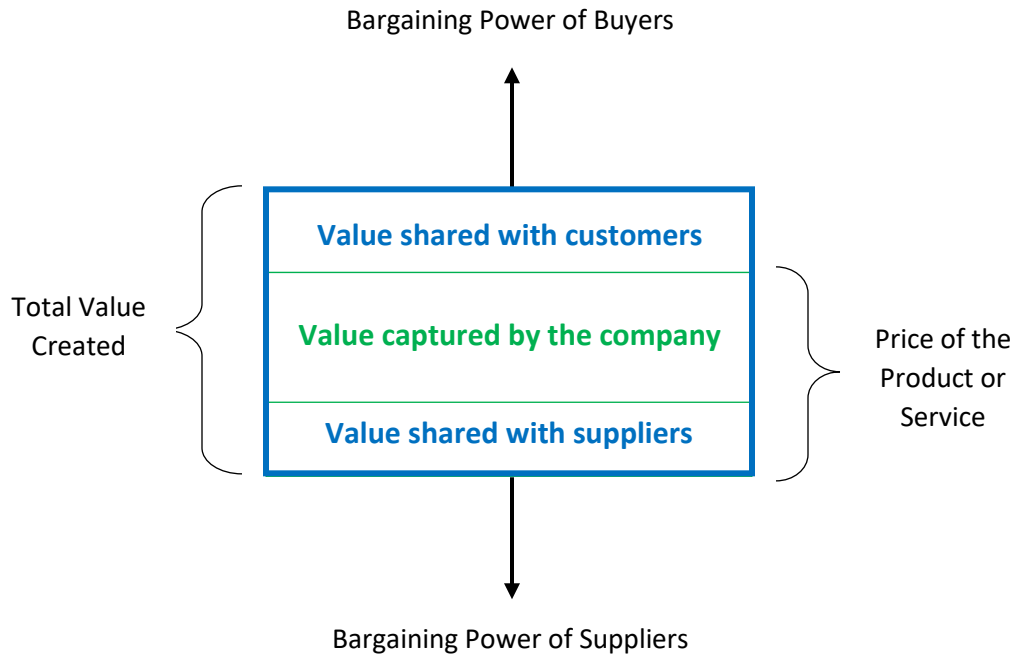 Bargaining Power of Buyers
Value shared with customers
Total Value
Created
Value captured by the company
Price of the
Product or
Service
Value shared with suppliers
Bargaining Power of Suppliers